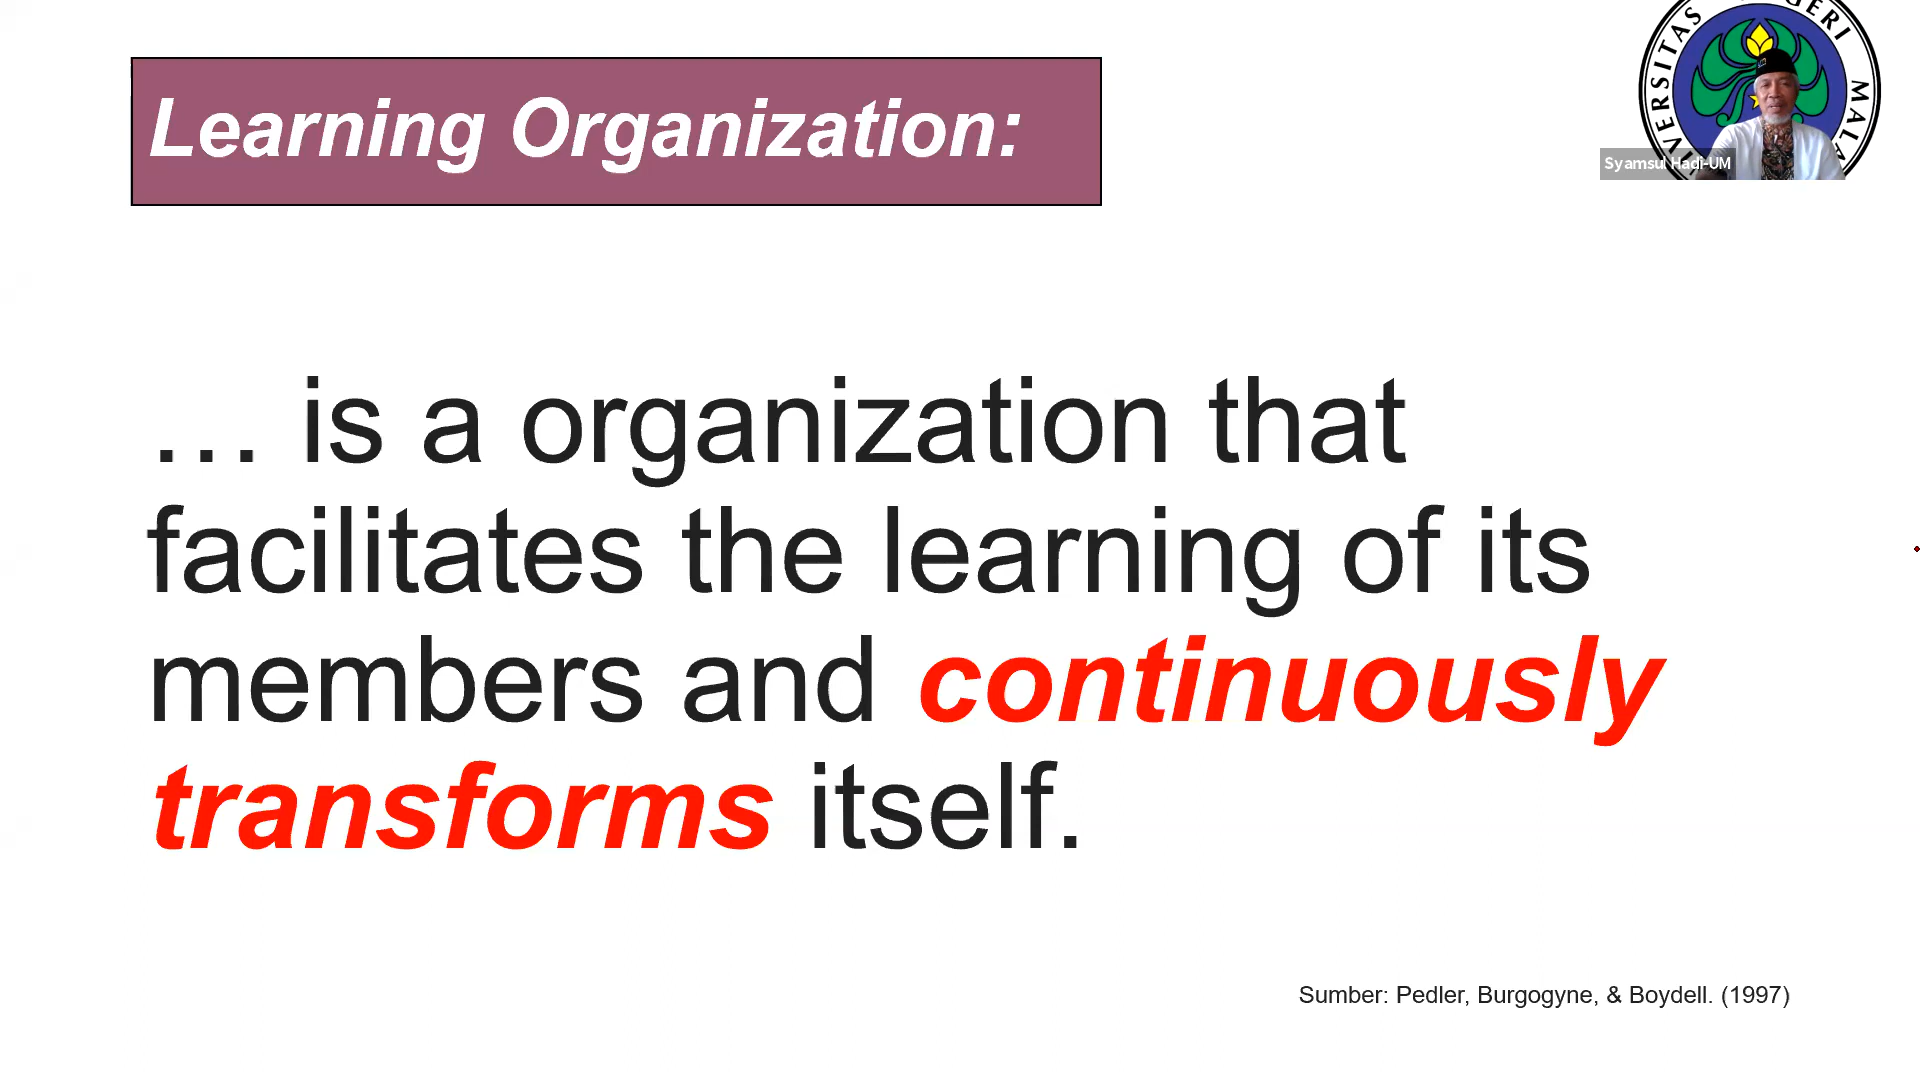 Learning Organization:
… is a organization that
facilitates the learning of its
members and continuously
transforms itself.
Sumber: Pedler, Burgogyne, & Boydell. (1997)
Syamsul Hadi-UM